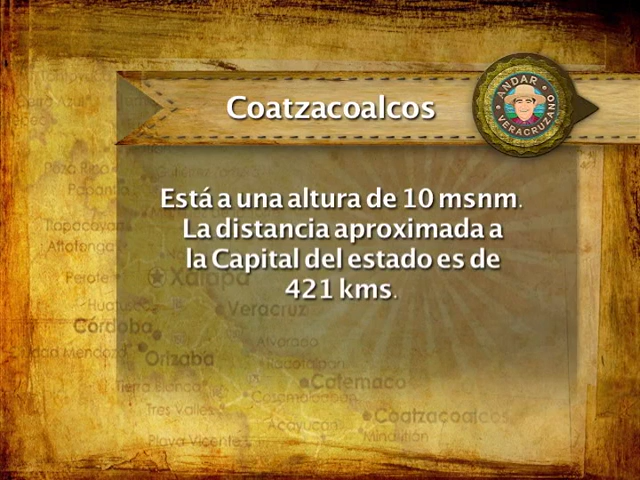 Coatzacoalcos
ANDAR
VERACRUZANO
Está a una altura de 10 msnm.
La distancia aproximada a
la Capital del estado es de
421 kms.
Poza Rica
Papantla
Perote
Xalapa
Veracruz
Córdoba
Orizaba
Alvarado
Tierra Blanca
Catemaco
Cosamaloapan
Tres Valles
Coatzacoalcos
Acayucan
Minatitlán
Playa Vicente